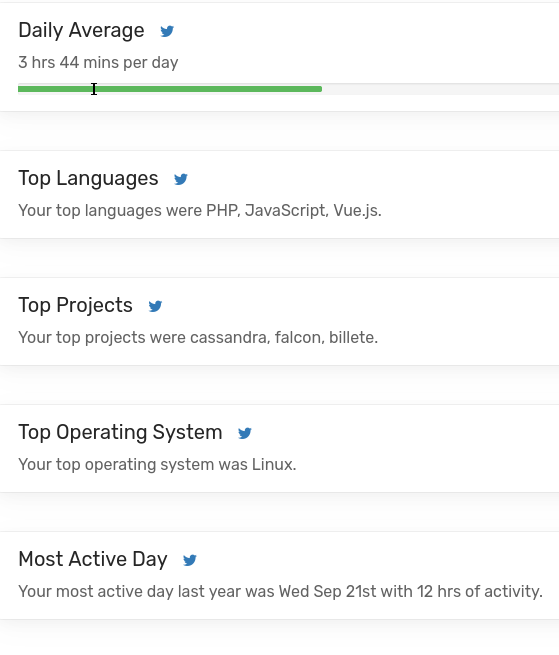 Daily Average
3 hrs 44 mins per day
Top Languages
Your top languages were PHP, JavaScript, Vue.js.
Top Projects
Your top projects were cassandra, falcon, billete.
Top Operating System
Your top operating system was Linux.
Most Active Day
Your most active day last year was Wed Sep 21st with 12 hrs of activity.